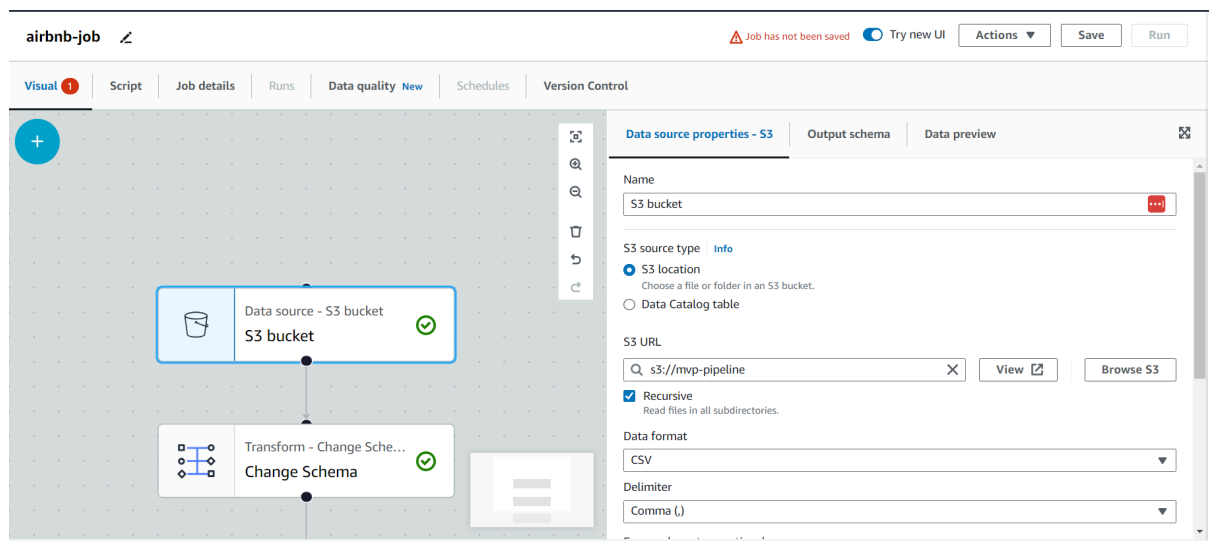 airbnb-job
Job has not been saved
Try new UI
Actions
Save
Run
Visual 1
Script
Job details
Runs
Data quality New
Schedules
Version Control
Data source - S3 bucket
S3 bucket
Transform - Change Sche...
Change Schema
Data source properties - S3
Output schema
Data preview
Name
S3 bucket
S3 source type Info
S3 location
Choose a file or folder in an S3 bucket.
Data Catalog table
S3 URL
s3://mvp-pipeline
View
Browse S3
Recursive
Read files in all subdirectories.
Data format
CSV
Delimiter
Comma (,)